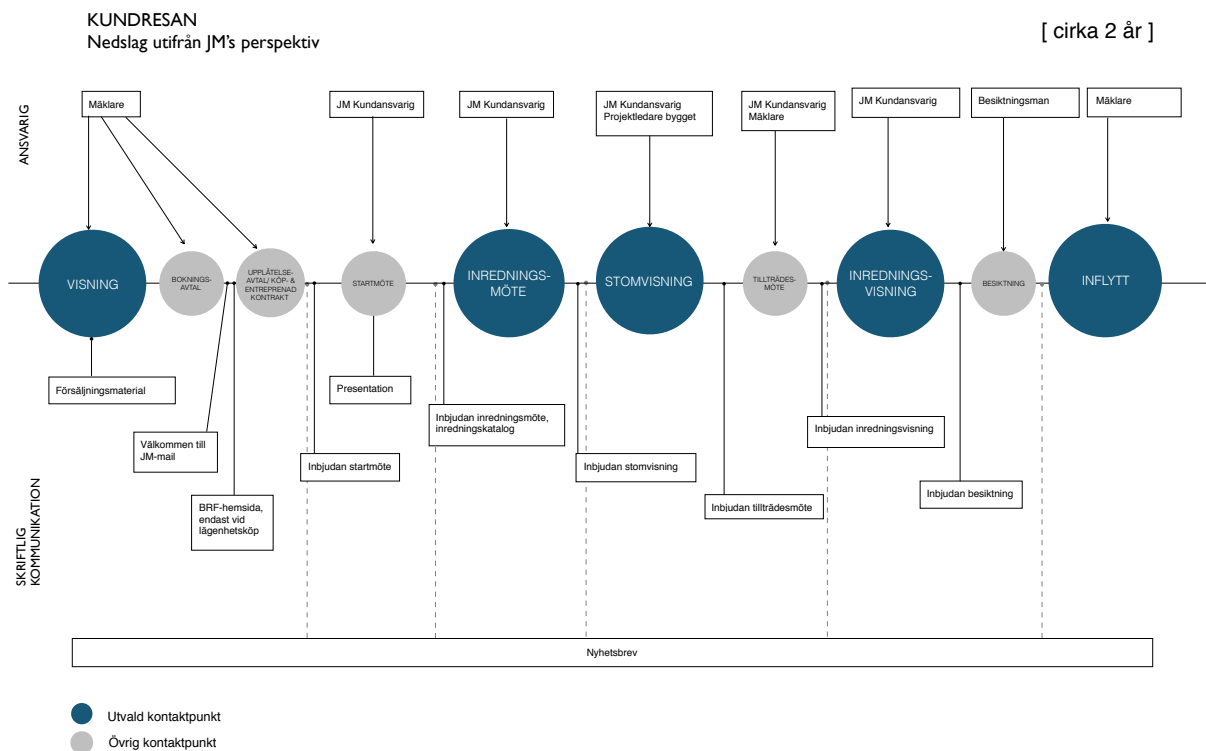 KUNDRESAN
Nedslag utifrån JM's perspektiv
[ cirka 2 år ]
ANSVARIG
Mäklare
JM Kundansvarig
JM Kundansvarig
JM Kundansvarig
Projektledare bygget
JM Kundansvarig
Mäklare
JM Kundansvarig
Besiktningsman
Mäklare
VISNING
BOKNINGS-
AVTAL
UPPLÅTELSE-
AVTAL/ KÖP- &
ENTREPRENAD
KONTRAKT
STARTMÖTE
INREDNINGS-
MÖTE
STOMVISNING
TILLTRÄDES-
MÖTE
INREDNINGS-
VISNING
BESIKTNING
INFLYTT
SKRIFTLIG
KOMMUNIKATION
Försäljningsmaterial
Välkommen till
JM-mail
BRF-hemsida,
endast vid
lägenhetsköp
Inbjudan startmöte
Presentation
Inbjudan inredningsmöte,
inredningskatalog
Inbjudan stomvisning
Inbjudan tillträdesmöte
Inbjudan inredningsvisning
Inbjudan besiktning
Nyhetsbrev
Utvald kontaktpunkt
Övrig kontaktpunkt